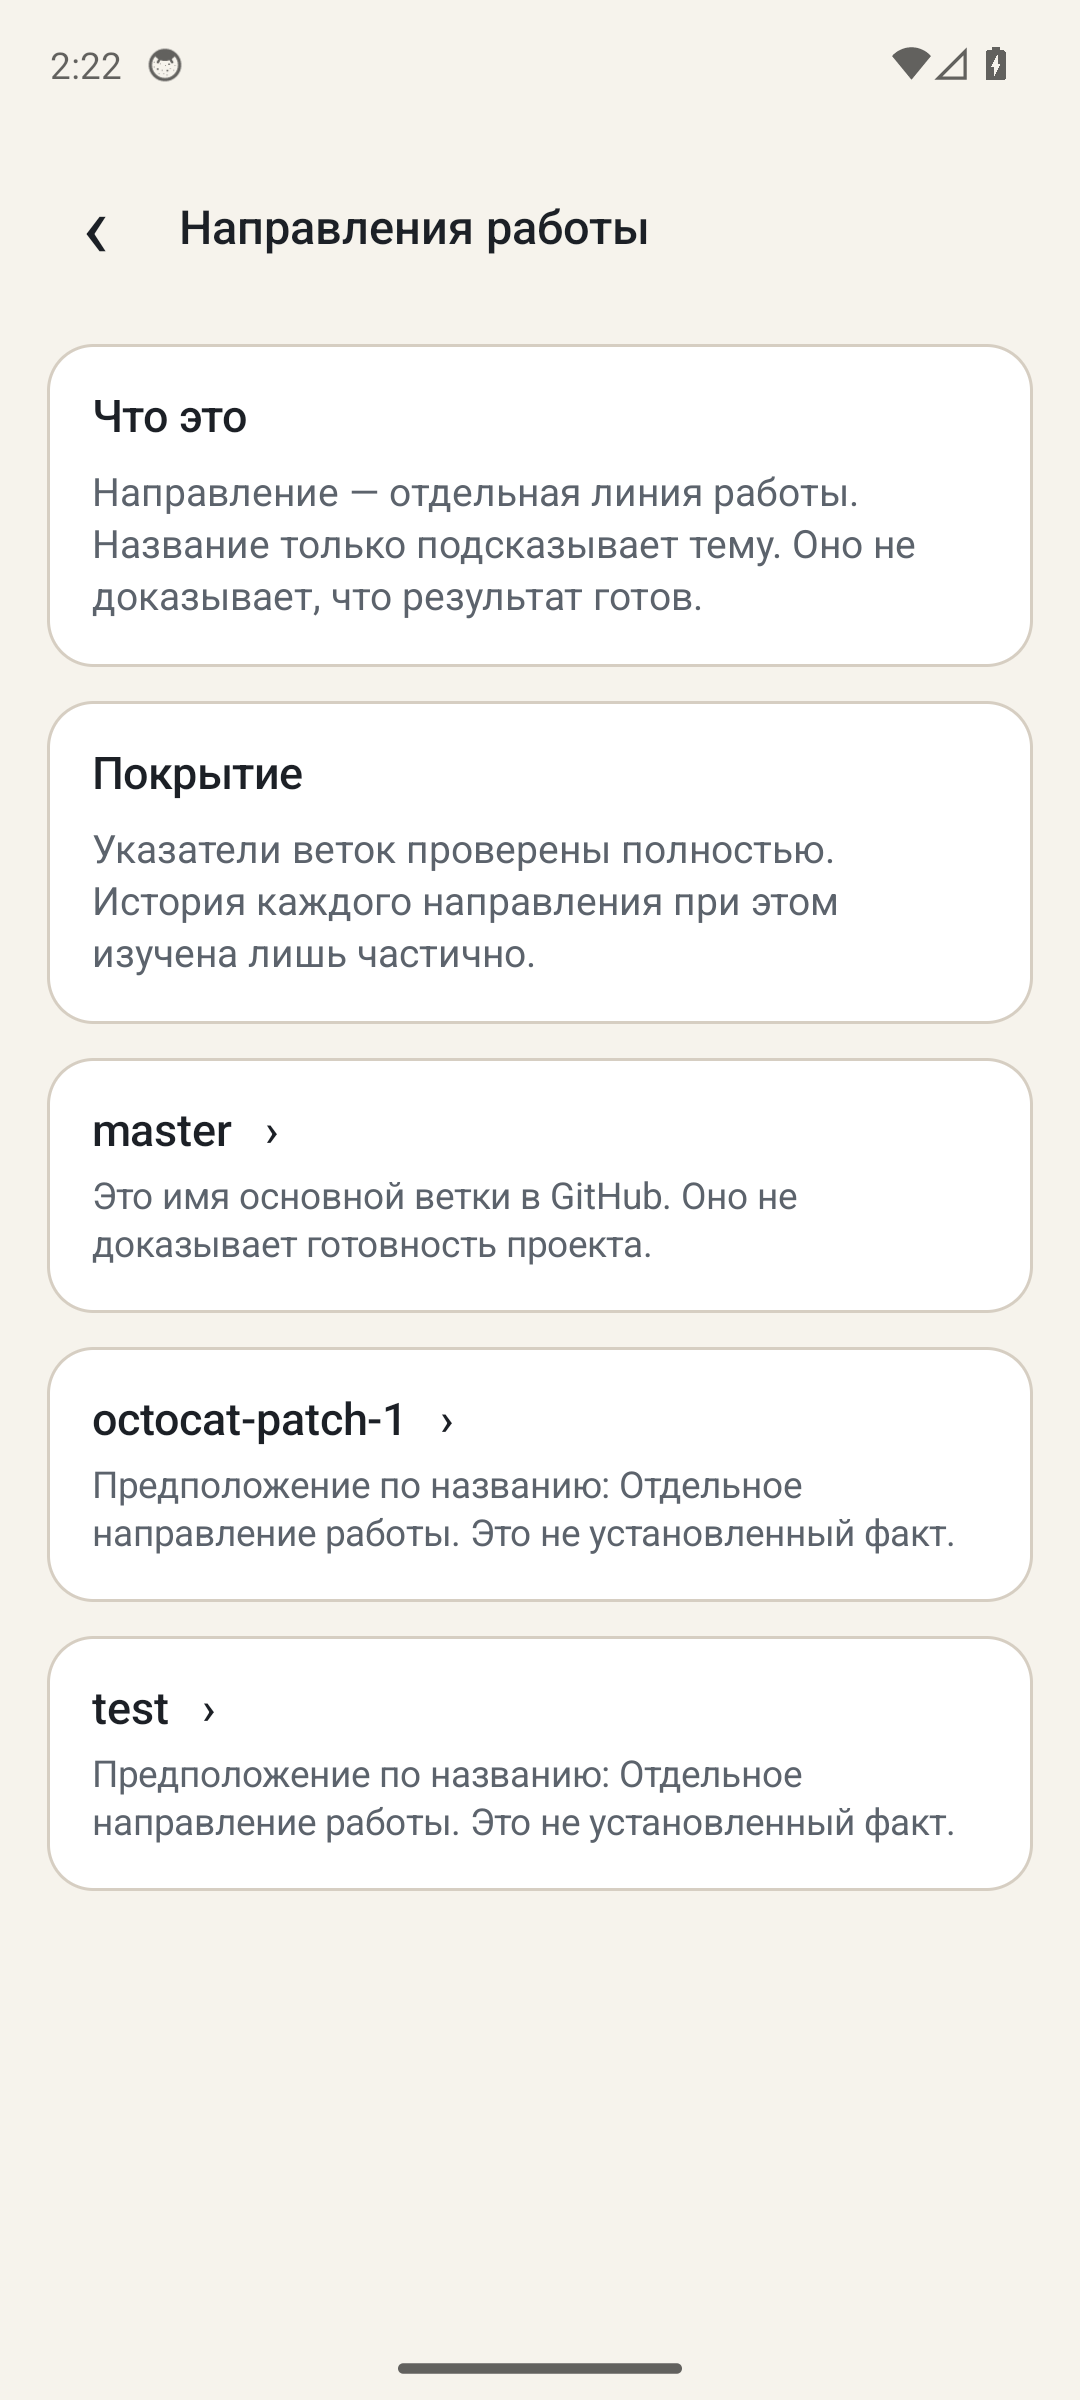 2:22
‹ Направления работы
Что это
Направление — отдельная линия работы.
Название только подсказывает тему. Оно не
доказывает, что результат готов.
Покрытие
Указатели веток проверены полностью.
История каждого направления при этом
изучена лишь частично.
master ›
Это имя основной ветки в GitHub. Оно не
доказывает готовность проекта.
octocat-patch-1 ›
Предположение по названию: Отдельное
направление работы. Это не установленный факт.
test ›
Предположение по названию: Отдельное
направление работы. Это не установленный факт.